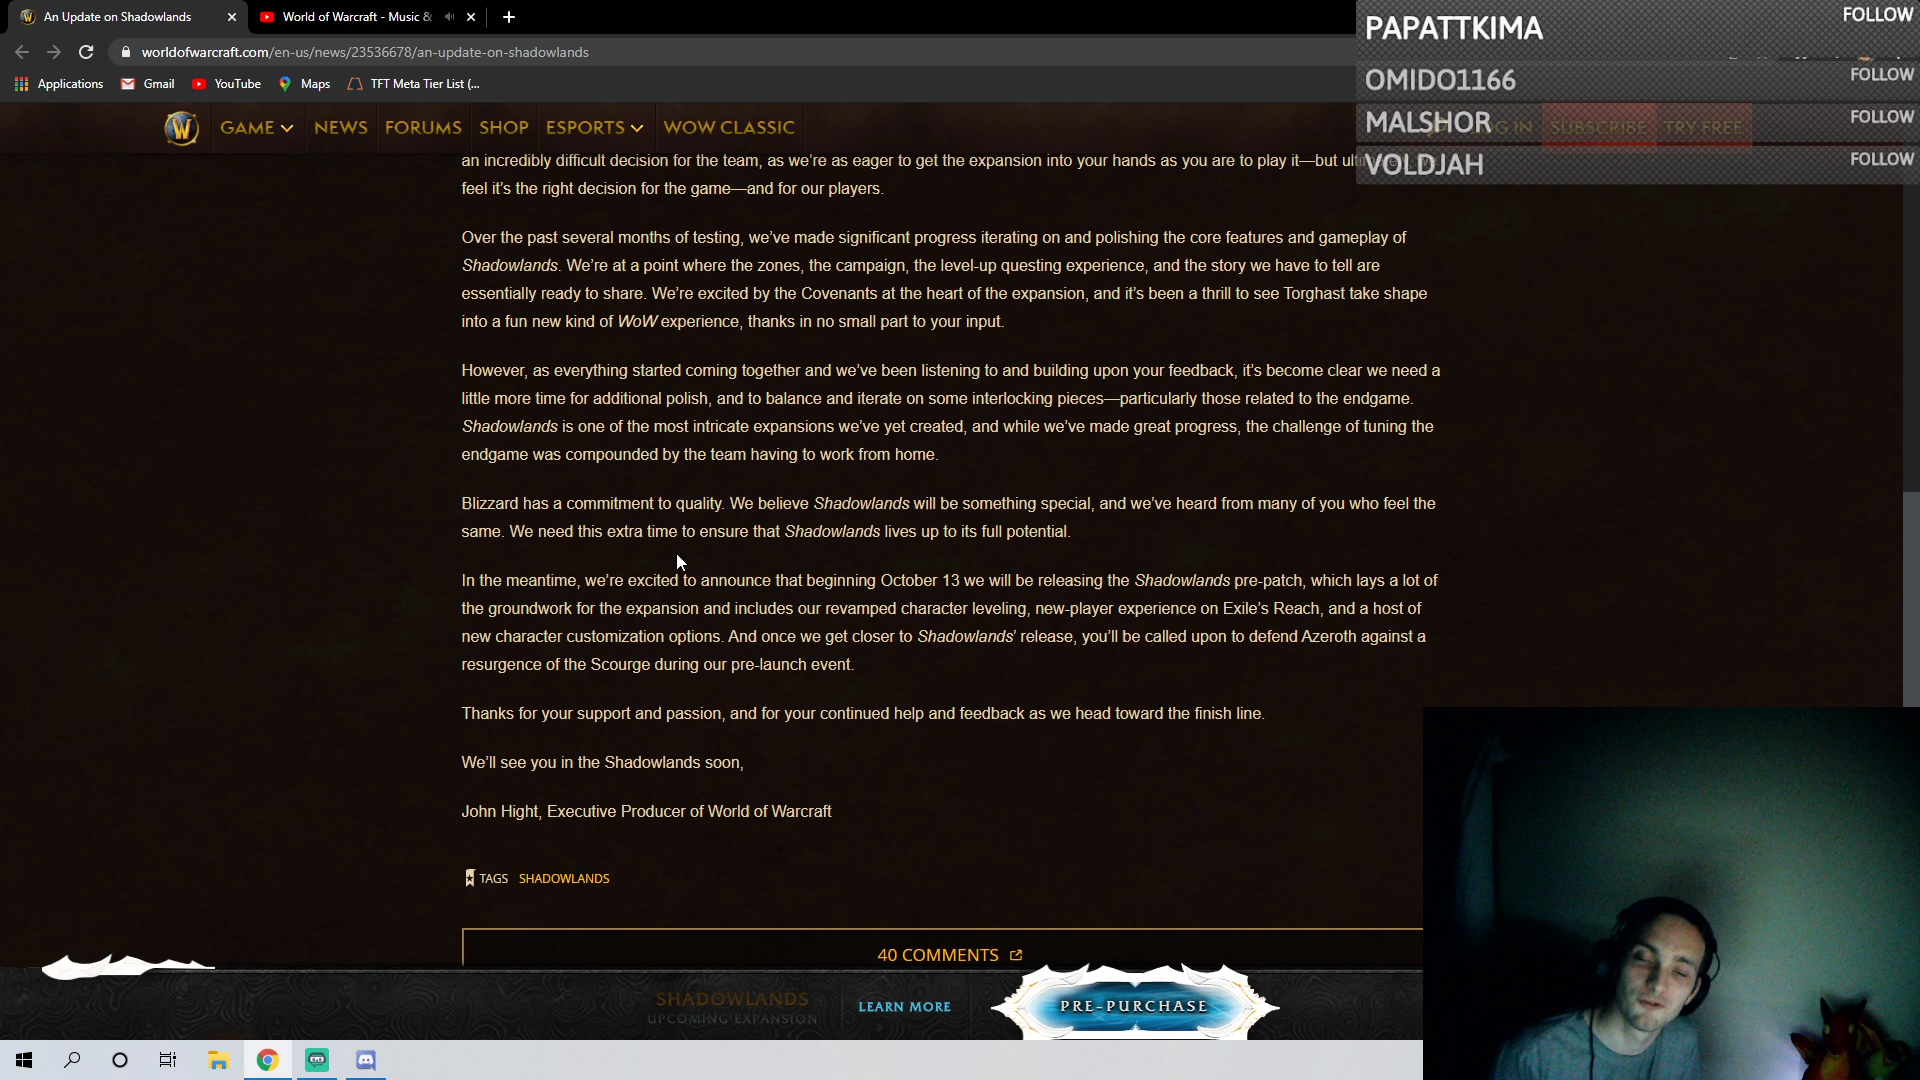 An Update on Shadowlands
World of Warcraft - Music &
worldofwarcraft.com/en-us/news/23536678/an-update-on-shadowlands
Applications
Gmail
YouTube
Maps
TFT Meta Tier List (...
PAPATTKIMA FOLLOW
OMIDO1166 FOLLOW
MALSHOR FOLLOW
VOLDJAH FOLLOW
GAME NEWS FORUMS SHOP ESPORTS WOW CLASSIC IN SUBSCRIBE TRY FREE
an incredibly difficult decision for the team, as we’re as eager to get the expansion into your hands as you are to play it—but
feel it’s the right decision for the game—and for our players.
Over the past several months of testing, we’ve made significant progress iterating on and polishing the core features and gameplay of
Shadowlands. We’re at a point where the zones, the campaign, the level-up questing experience, and the story we have to tell are
essentially ready to share. We’re excited by the Covenants at the heart of the expansion, and it’s been a thrill to see Torghast take shape
into a fun new kind of WoW experience, thanks in no small part to your input.
However, as everything started coming together and we’ve been listening to and building upon your feedback, it’s become clear we need a
little more time for additional polish, and to balance and iterate on some interlocking pieces—particularly those related to the endgame.
Shadowlands is one of the most intricate expansions we’ve yet created, and while we’ve made great progress, the challenge of tuning the
endgame was compounded by the team having to work from home.
Blizzard has a commitment to quality. We believe Shadowlands will be something special, and we’ve heard from many of you who feel the
same. We need this extra time to ensure that Shadowlands lives up to its full potential.
In the meantime, we’re excited to announce that beginning October 13 we will be releasing the Shadowlands pre-patch, which lays a lot of
the groundwork for the expansion and includes our revamped character leveling, new-player experience on Exile’s Reach, and a host of
new character customization options. And once we get closer to Shadowlands’ release, you’ll be called upon to defend Azeroth against a
resurgence of the Scourge during our pre-launch event.
Thanks for your support and passion, and for your continued help and feedback as we head toward the finish line.
We’ll see you in the Shadowlands soon,
John Hight, Executive Producer of World of Warcraft
TAGS SHADOWLANDS
40 COMMENTS
SHADOWLANDS
UPCOMING EXPANSION
LEARN MORE
PRE-PURCHASE